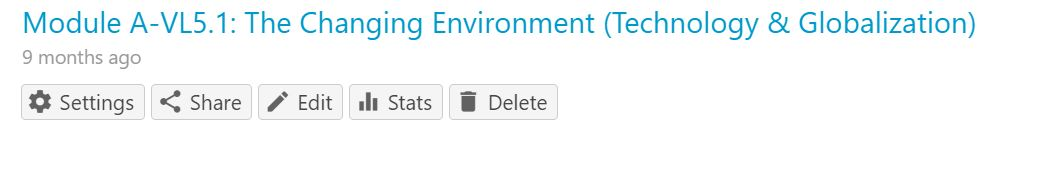 Module A-VL5.1: The Changing Environment (Technology & Globalization)
9 months ago
Settings Share Edit Stats Delete